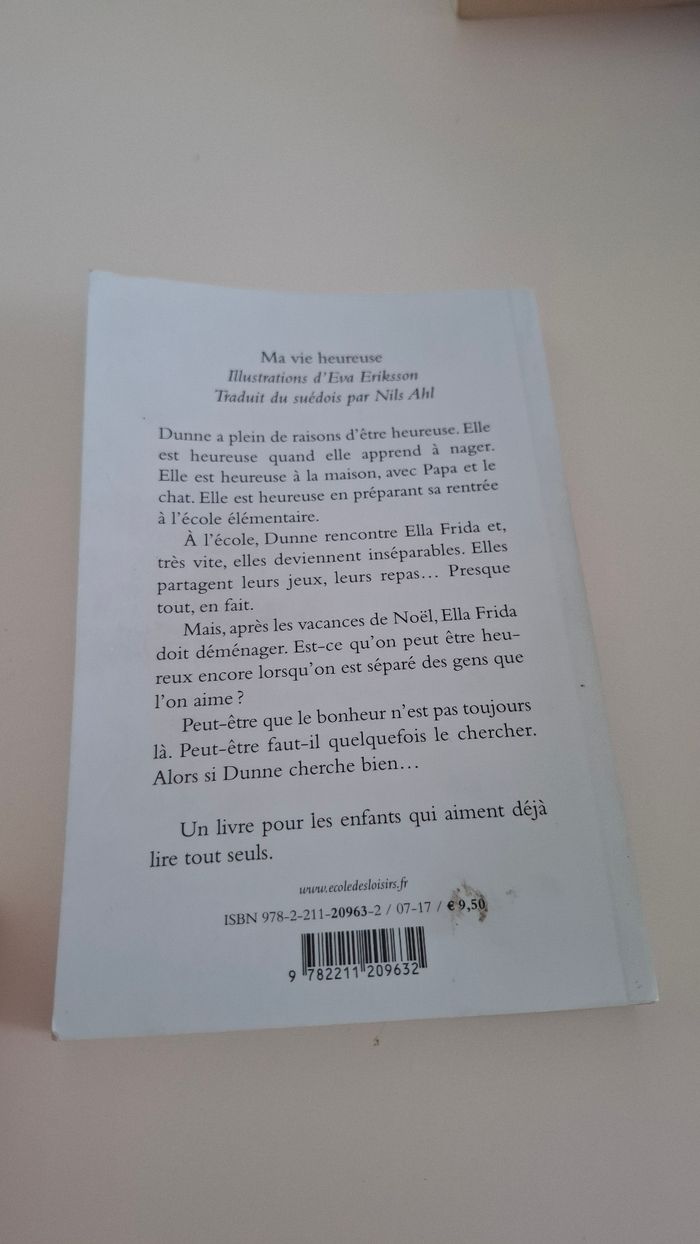 Ma vie heureuse
Illustrations d'Eva Eriksson
Traduit du suédois par Nils Ahl
Dunne a plein de raisons d'être heureuse. Elle
est heureuse quand elle apprend à nager.
Elle est heureuse à la maison, avec Papa et le
chat. Elle est heureuse en préparant sa rentrée
à l'école élémentaire.
À l'école, Dunne rencontre Ella Frida et,
très vite, elles deviennent inséparables. Elles
partagent leurs jeux, leurs repas… Presque
tout, en fait.
Mais, après les vacances de Noël, Ella Frida
doit déménager. Est-ce qu'on peut être heu-
reux encore lorsqu'on est séparé des gens que
l'on aime ?
Peut-être que le bonheur n'est pas toujours
là. Peut-être faut-il quelquefois le chercher.
Alors si Dunne cherche bien…
Un livre pour les enfants qui aiment déjà
lire tout seuls.
www.ecoledesloisirs.fr
ISBN 978-2-211-20963-2 / 07-17 / € 9,50
9 782211 209632